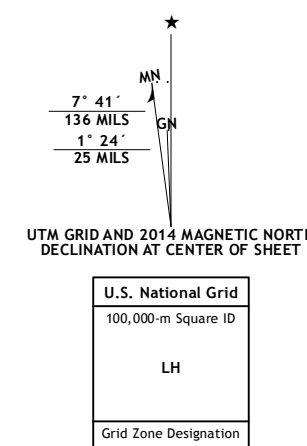 MN
7° 41´
136 MILS
GN
1° 24´
25 MILS
UTM GRID AND 2014 MAGNETIC NORTH
DECLINATION AT CENTER OF SHEET
U.S. National Grid
100,000-m Square ID
LH
Grid Zone Designation